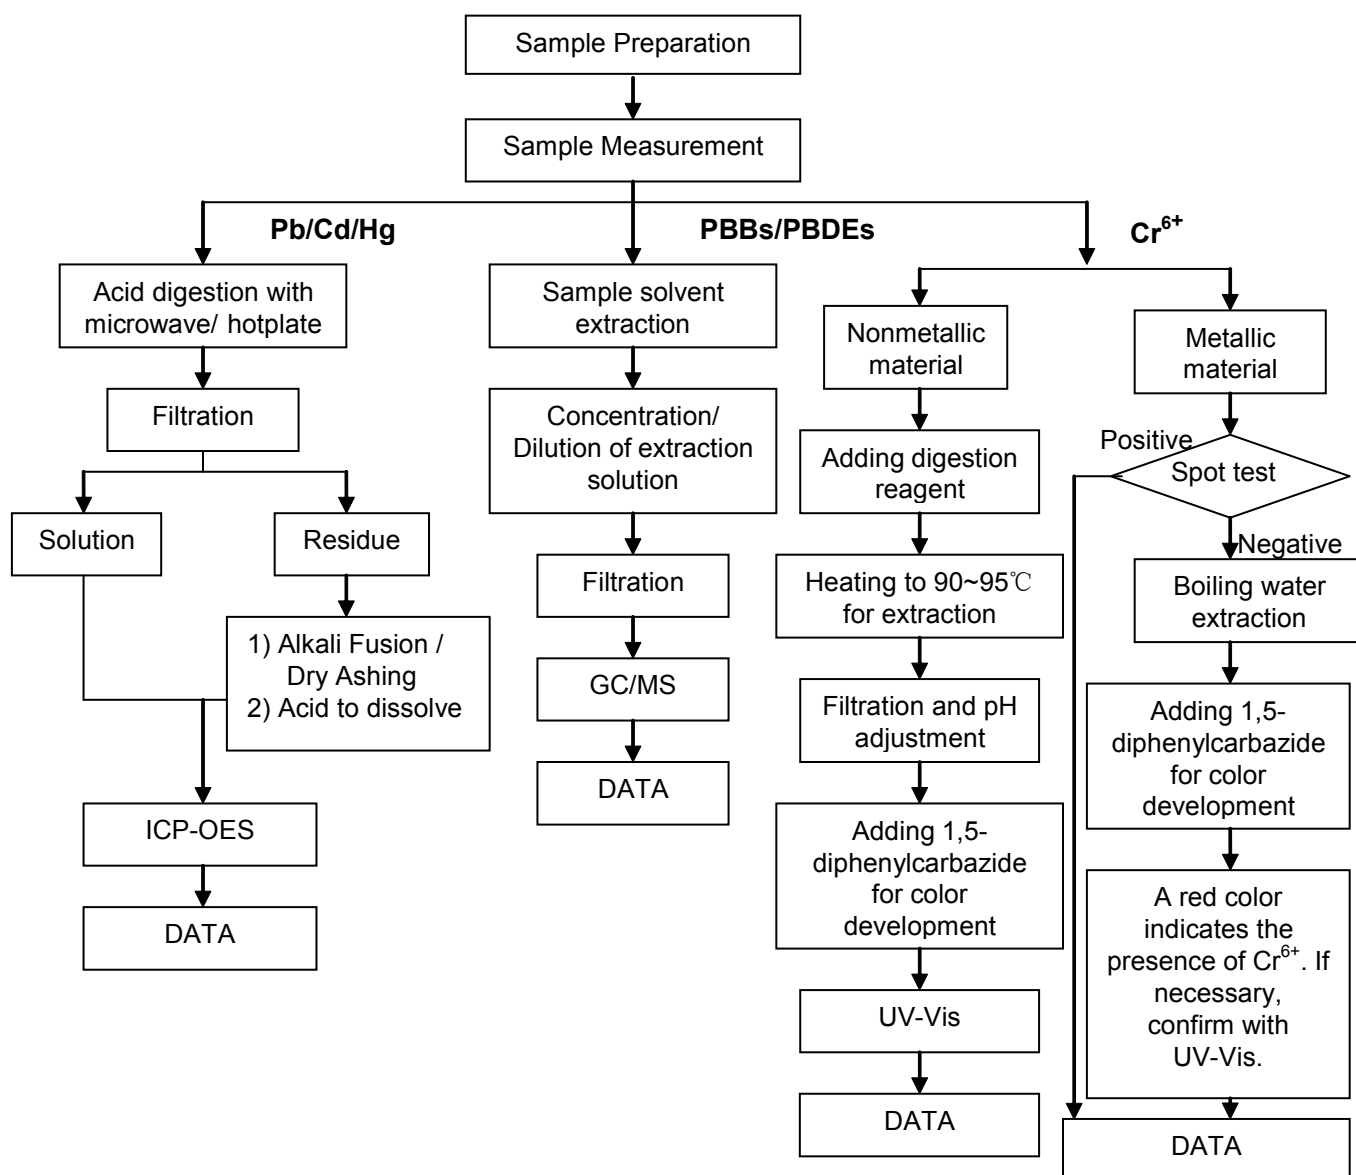 Sample Preparation
Sample Measurement
Pb/Cd/Hg
PBBs/PBDEs
Cr6+
Acid digestion with
microwave/ hotplate
Filtration
Solution
Residue
1) Alkali Fusion /
Dry Ashing
2) Acid to dissolve
ICP-OES
DATA
Sample solvent
extraction
Concentration/
Dilution of extraction
solution
Filtration
GC/MS
DATA
Nonmetallic
material
Adding digestion
reagent
Heating to 90~95℃
for extraction
Filtration and pH
adjustment
Adding 1,5-
diphenylcarbazide
for color
development
UV-Vis
DATA
Metallic
material
Positive
Spot test
Negative
Boiling water
extraction
Adding 1,5-
diphenylcarbazide
for color
development
A red color
indicates the
presence of Cr6+. If
necessary,
confirm with
UV-Vis.
DATA